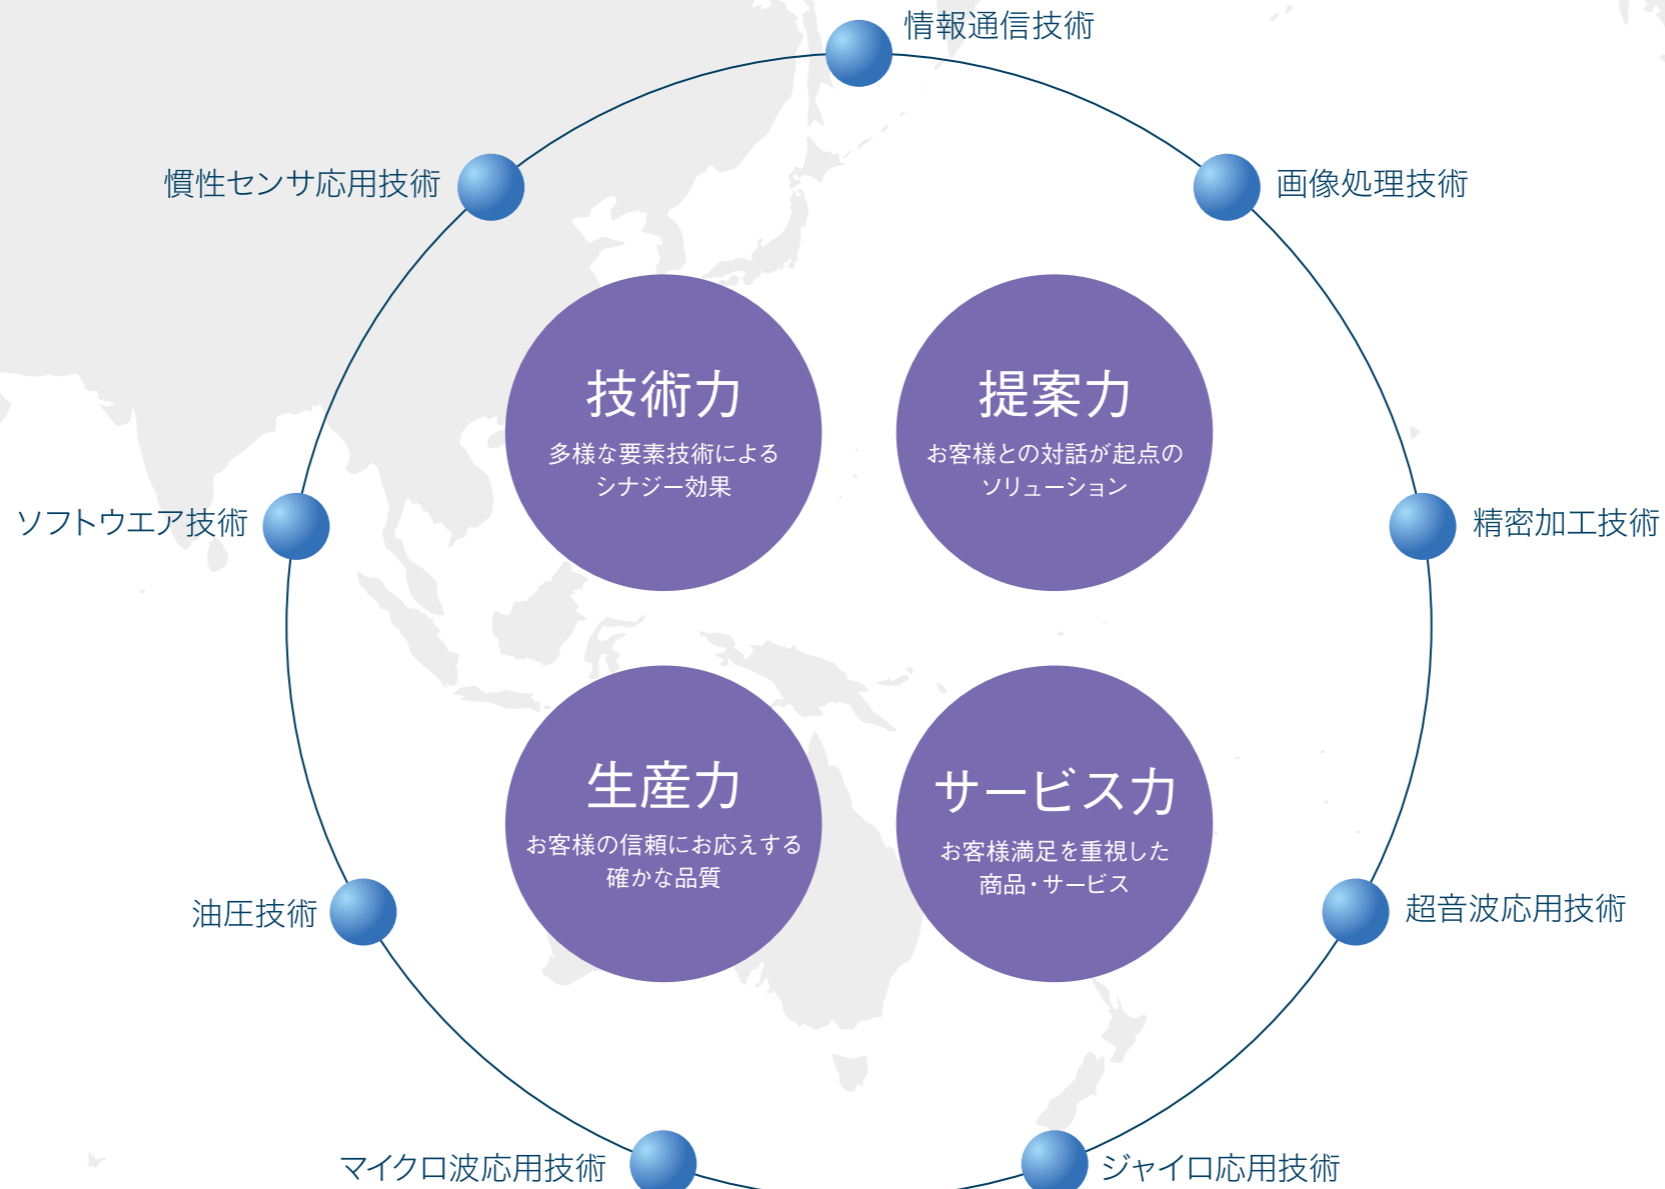 情報通信技術
慣性センサ応用技術
画像処理技術
技術力
多様な要素技術による
シナジー効果
提案力
お客様との対話が起点の
ソリューション
ソフトウエア技術
精密加工技術
生産力
お客様の信頼にお応えする
確かな品質
サービス力
お客様満足を重視した
商品・サービス
油圧技術
超音波応用技術
マイクロ波応用技術
ジャイロ応用技術